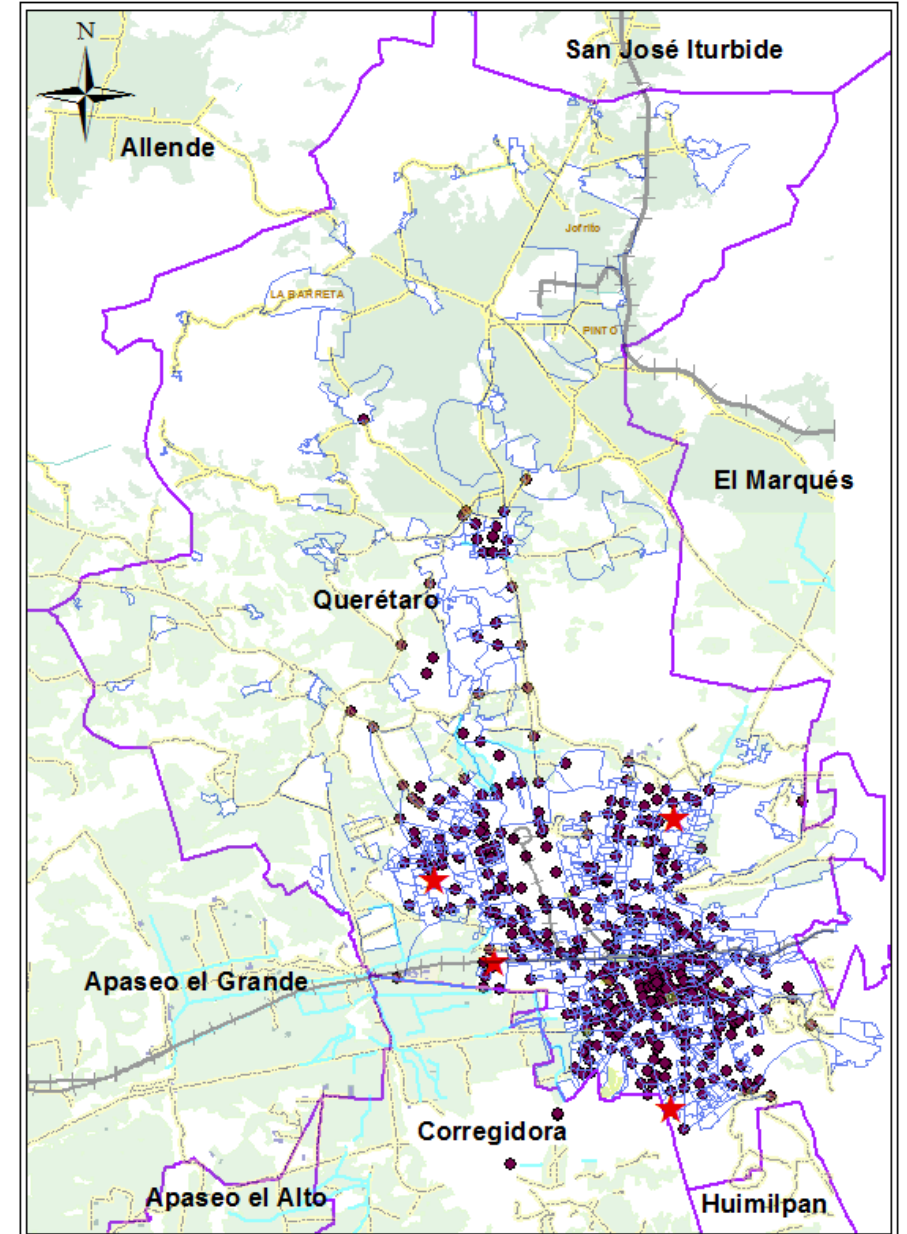 N
San José Iturbide
Allende
Jofrito
LA BARRETA
PINTO
El Marqués
Querétaro
Apaseo el Grande
Corregidora
Apaseo el Alto
Huimilpan